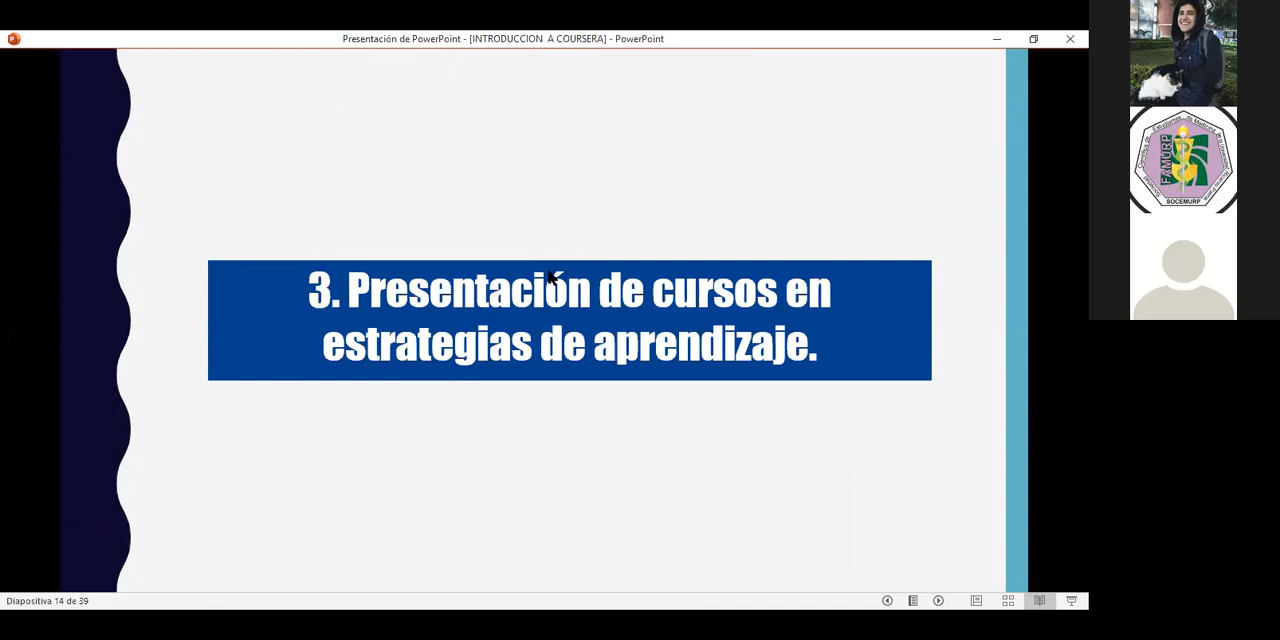 Presentación de PowerPoint - [INTRODUCCION A COURSERA] - PowerPoint
3. Presentación de cursos en
estrategias de aprendizaje.
FAMURP
SOCEMURP
Diapositiva 14 de 39